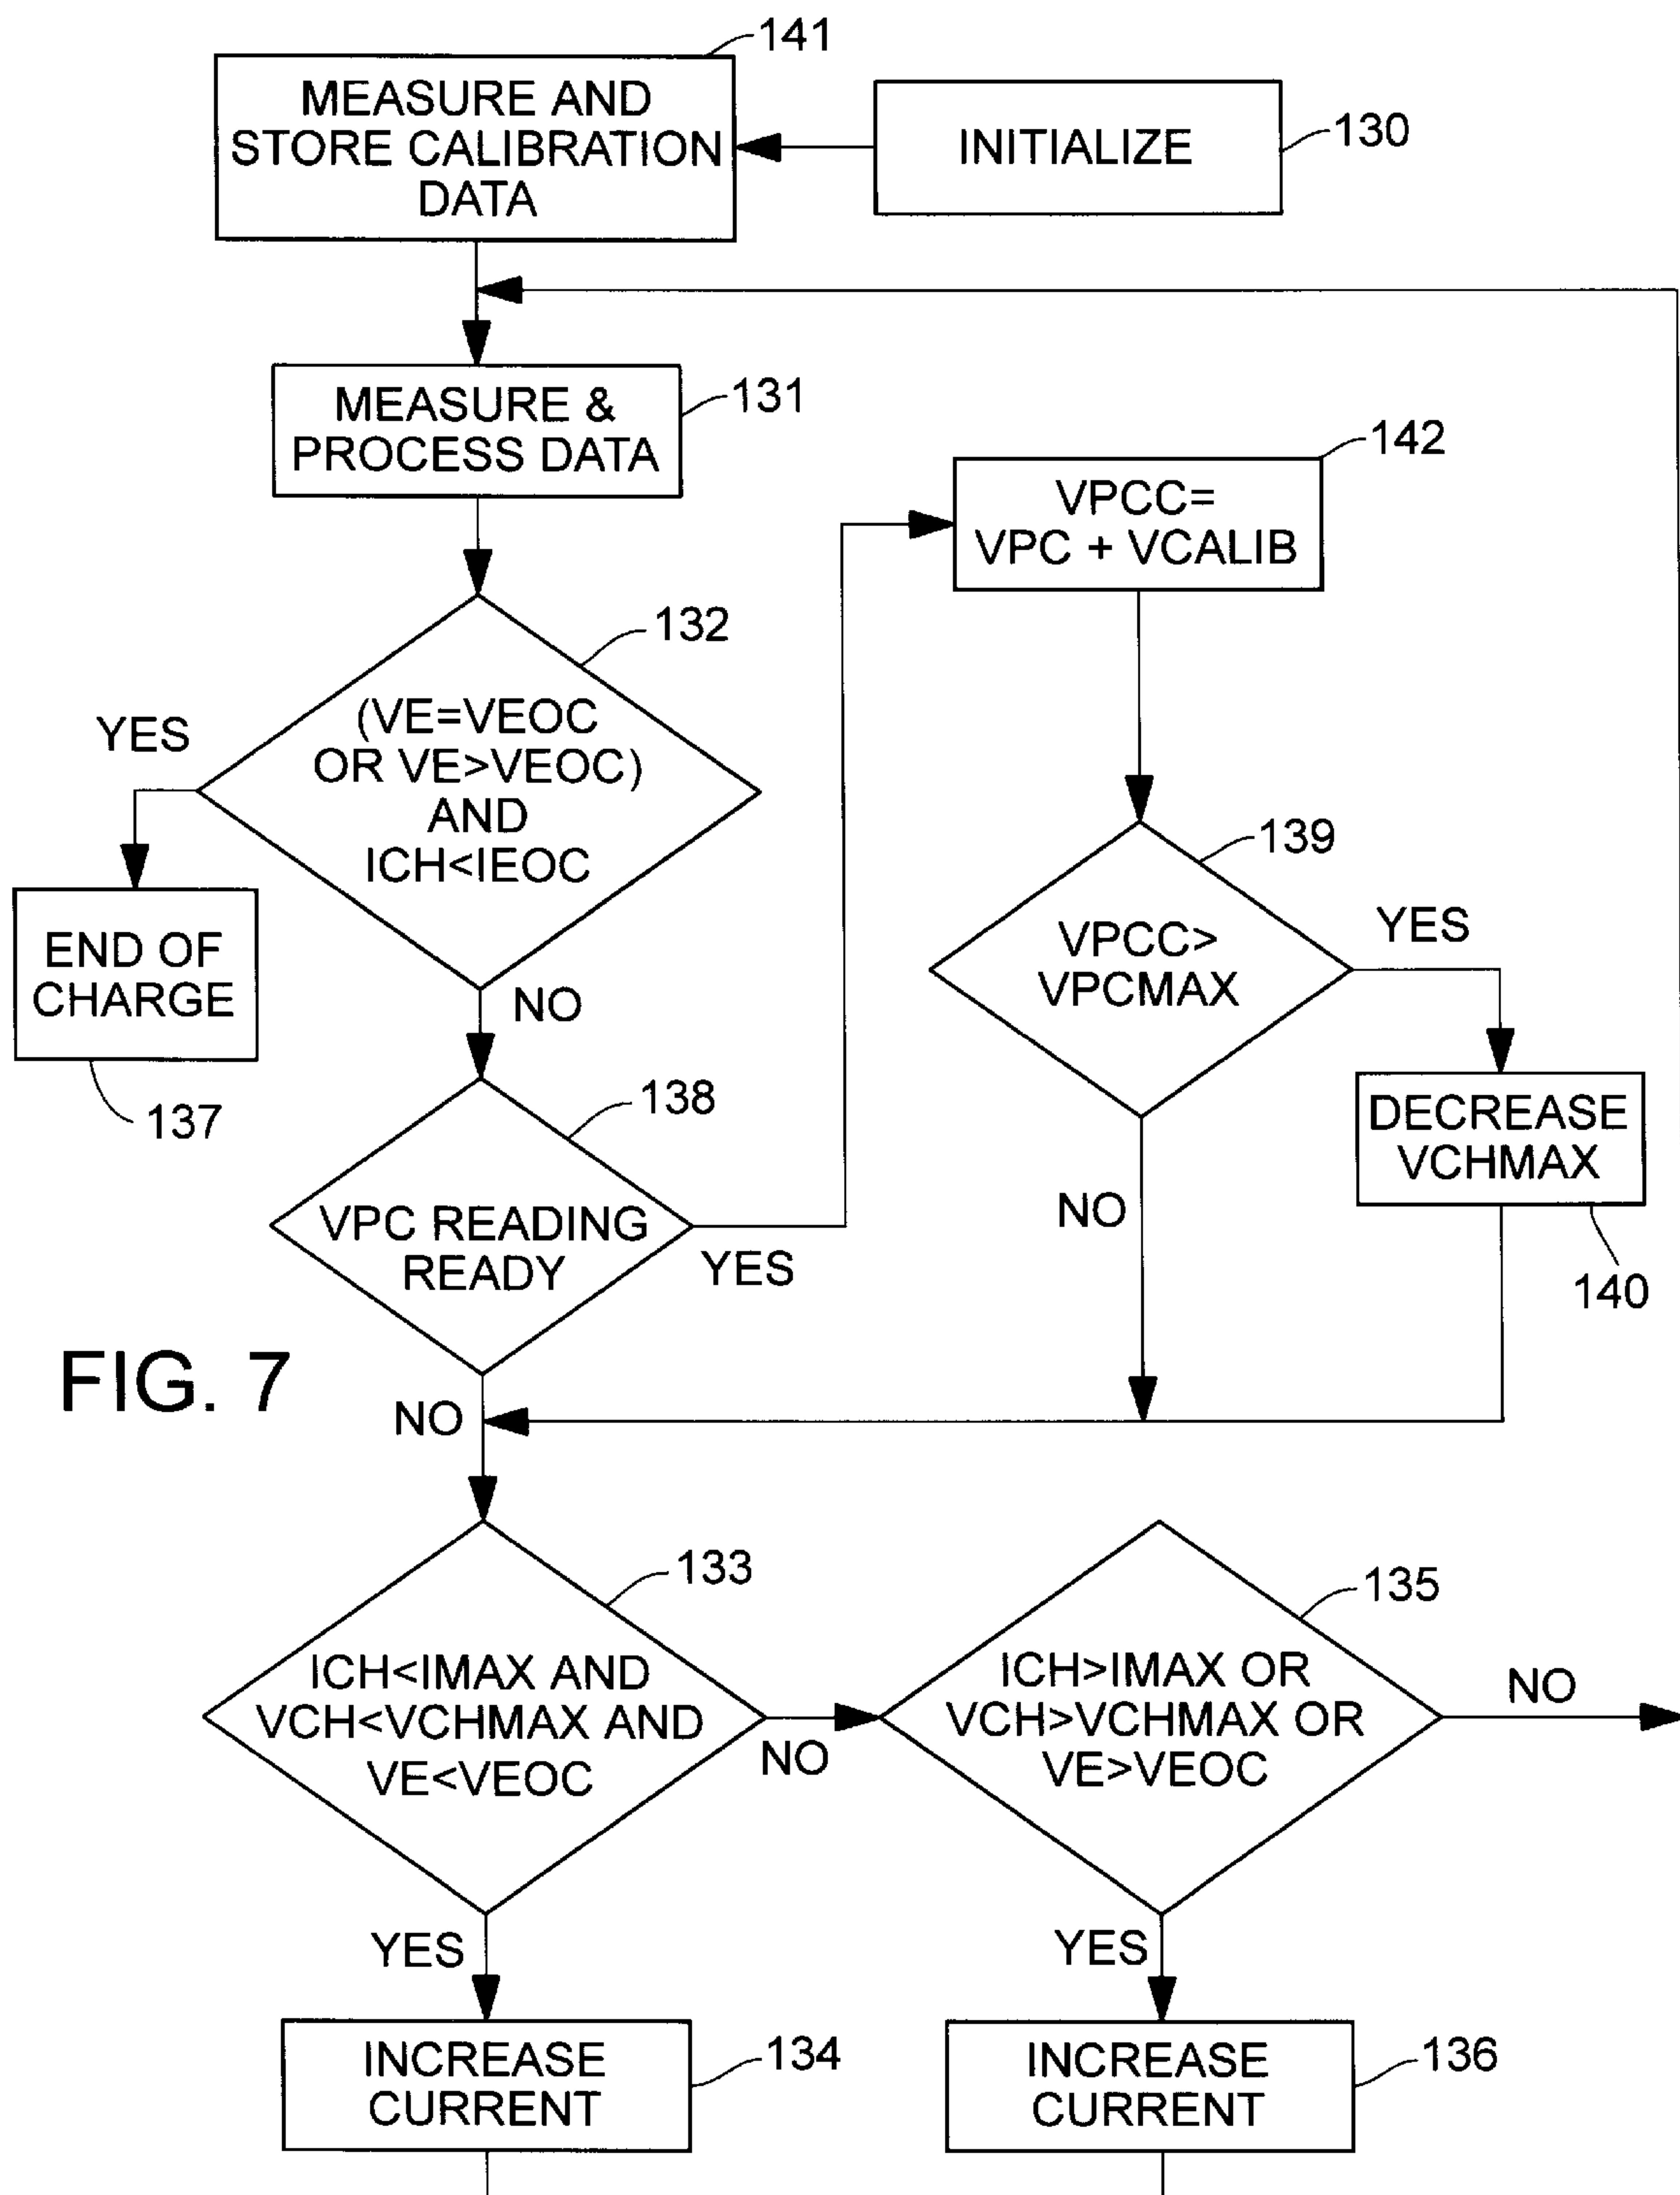 141
MEASURE AND
STORE CALIBRATION
DATA
INITIALIZE
130
MEASURE &
PROCESS DATA
131
142
VPCC=
VPC + VCALIB
132
(VE=VEOC
OR VE>VEOC)
AND
ICH<IEOC
YES
NO
END OF
CHARGE
137
139
VPCC>
VPCMAX
YES
NO
DECREASE
VCHMAX
140
138
VPC READING
READY
YES
NO
FIG. 7
133
ICH<IMAX AND
VCH<VCHMAX AND
VE<VEOC
NO
YES
135
ICH>IMAX OR
VCH>VCHMAX OR
VE>VEOC
NO
YES
INCREASE
CURRENT
134
INCREASE
CURRENT
136